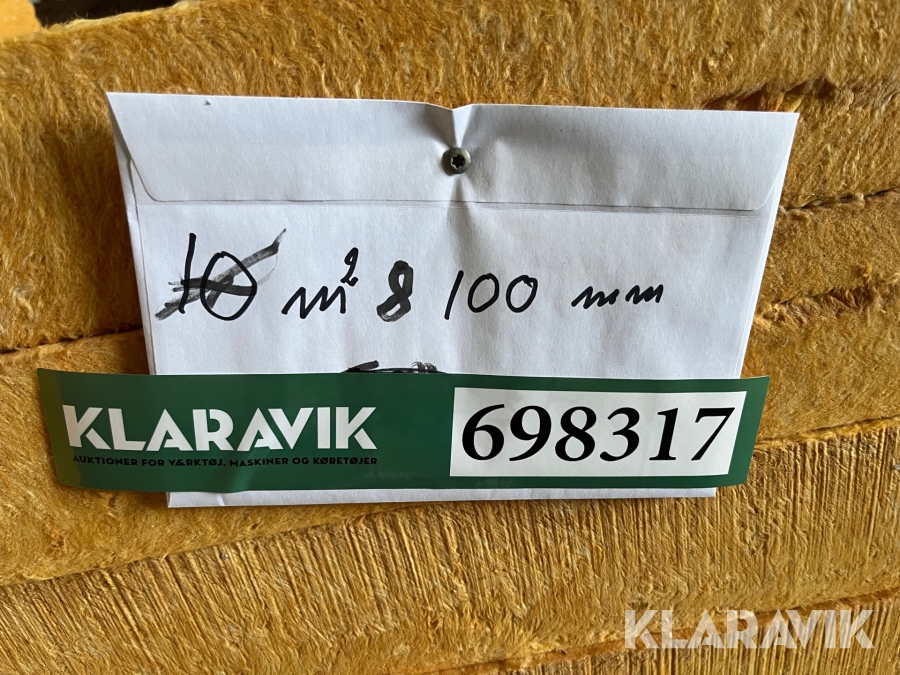 10 m² 8 100 mm
KLARAVIK
AUKTIONER FOR VÆRKTØJ, MASKINER OG KØRETØJER
698317
KLARAVIK